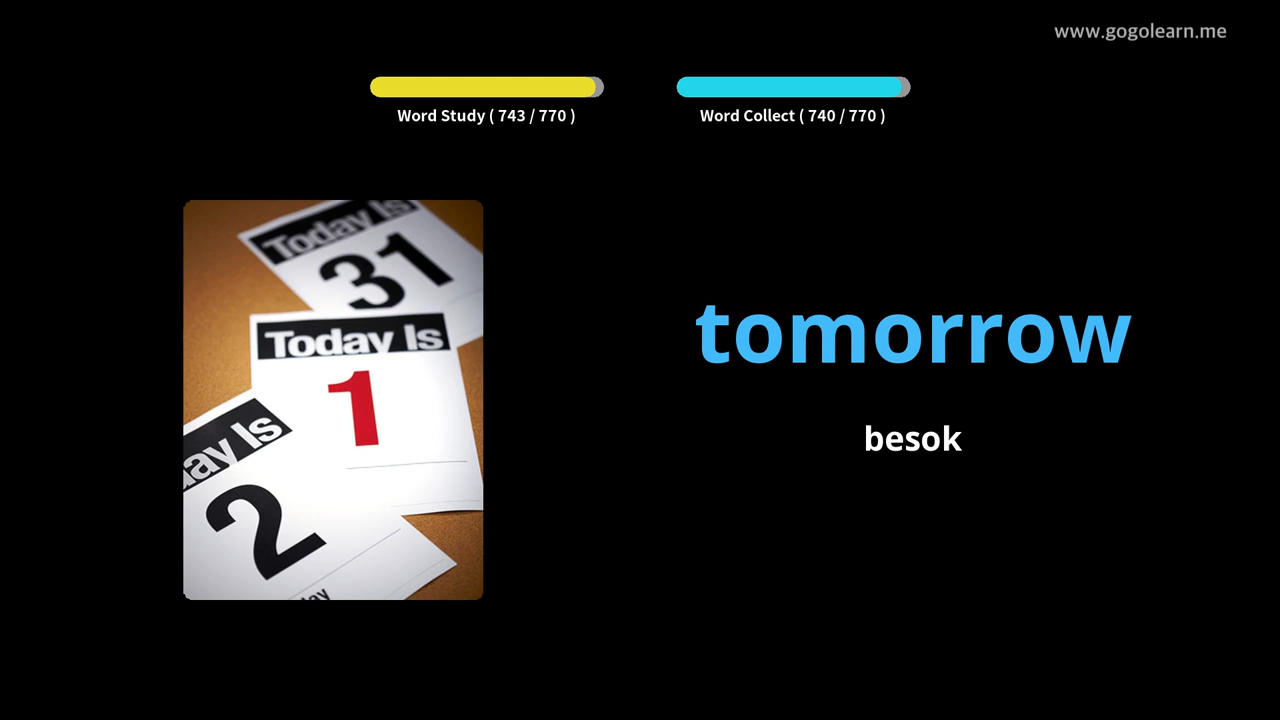 www.gogolearn.me
Word Study ( 743 / 770 )
Word Collect ( 740 / 770 )
Today Is
31
Today Is
1
tomorrow
besok
ay Is
2
ay